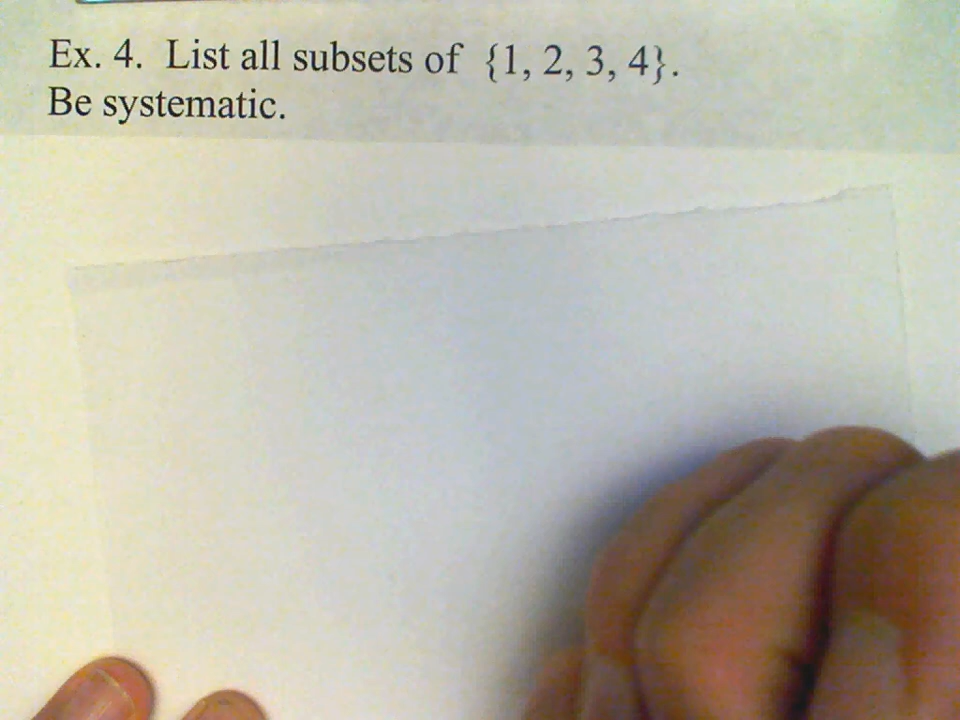 Ex. 4. List all subsets of {1, 2, 3, 4}.
Be systematic.